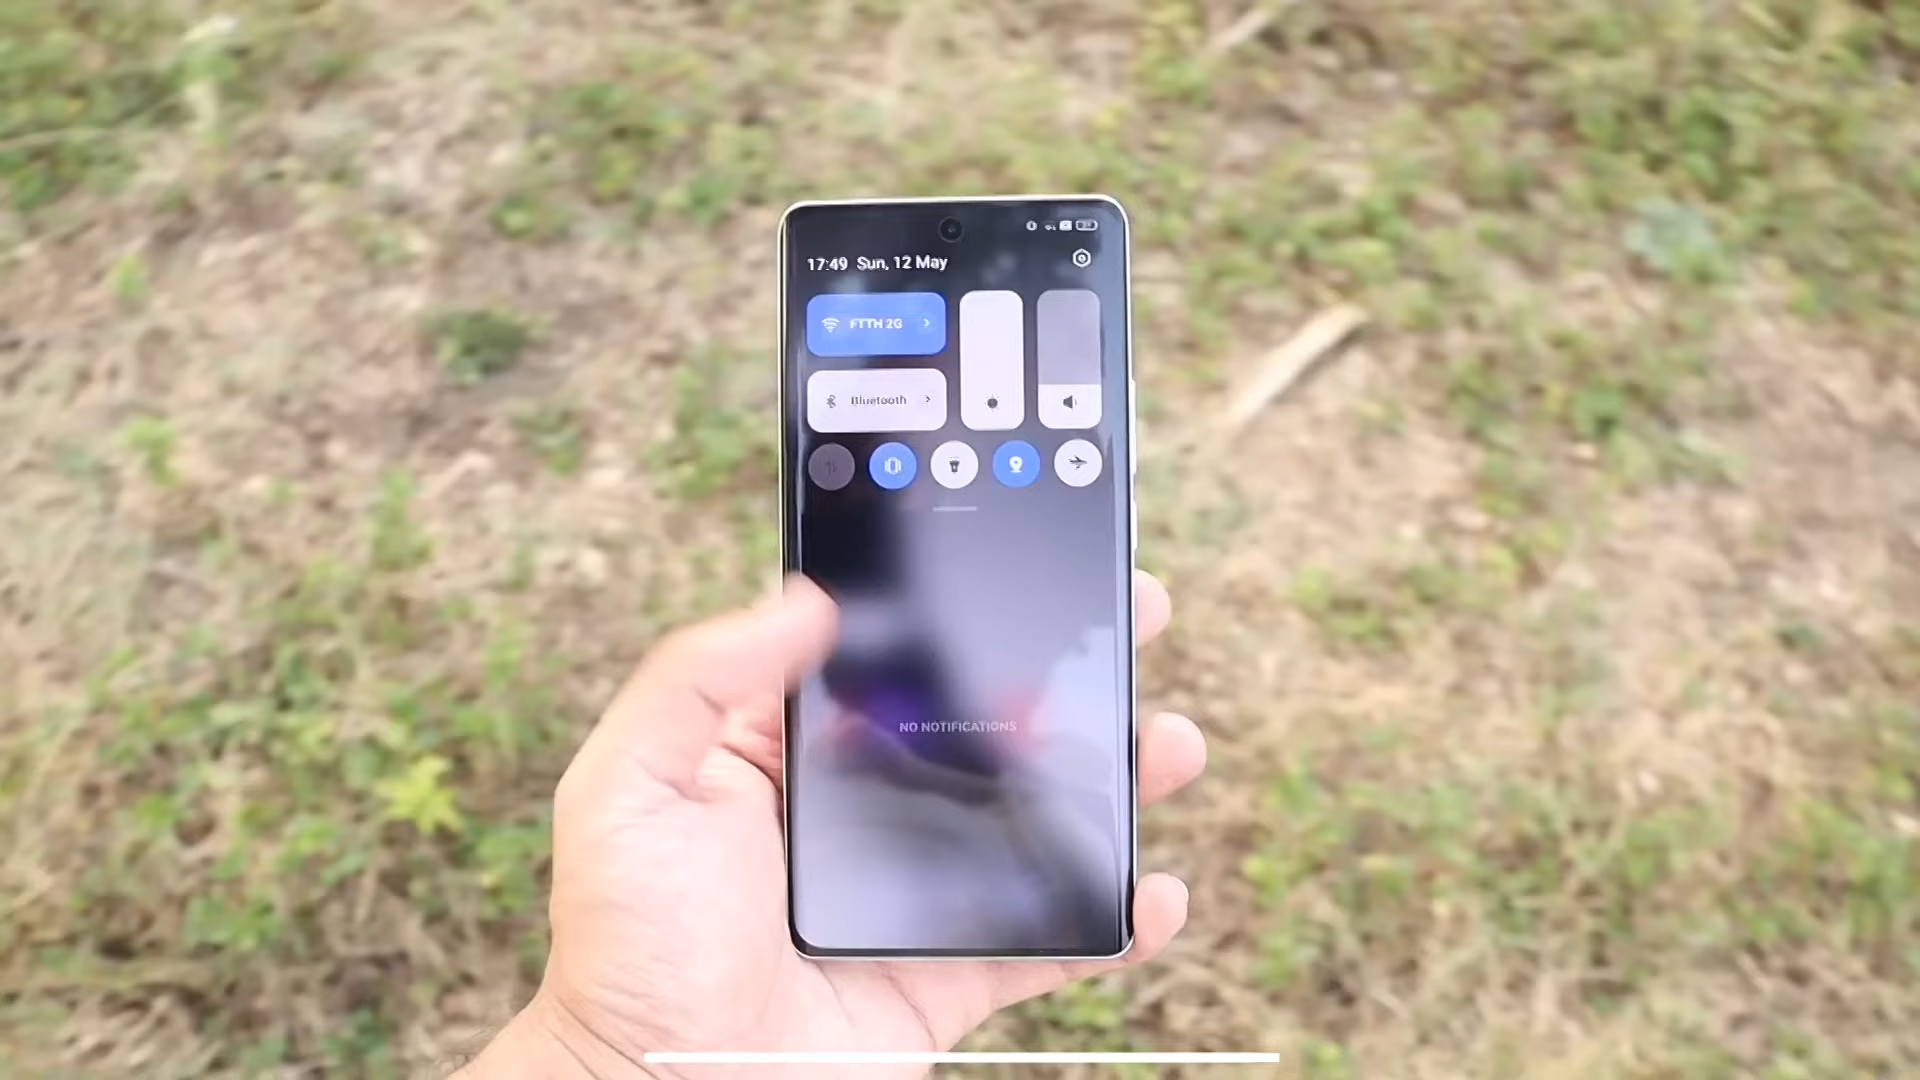 17:49 Sun, 12 May
FTTH 2G
Bluetooth
NO NOTIFICATIONS